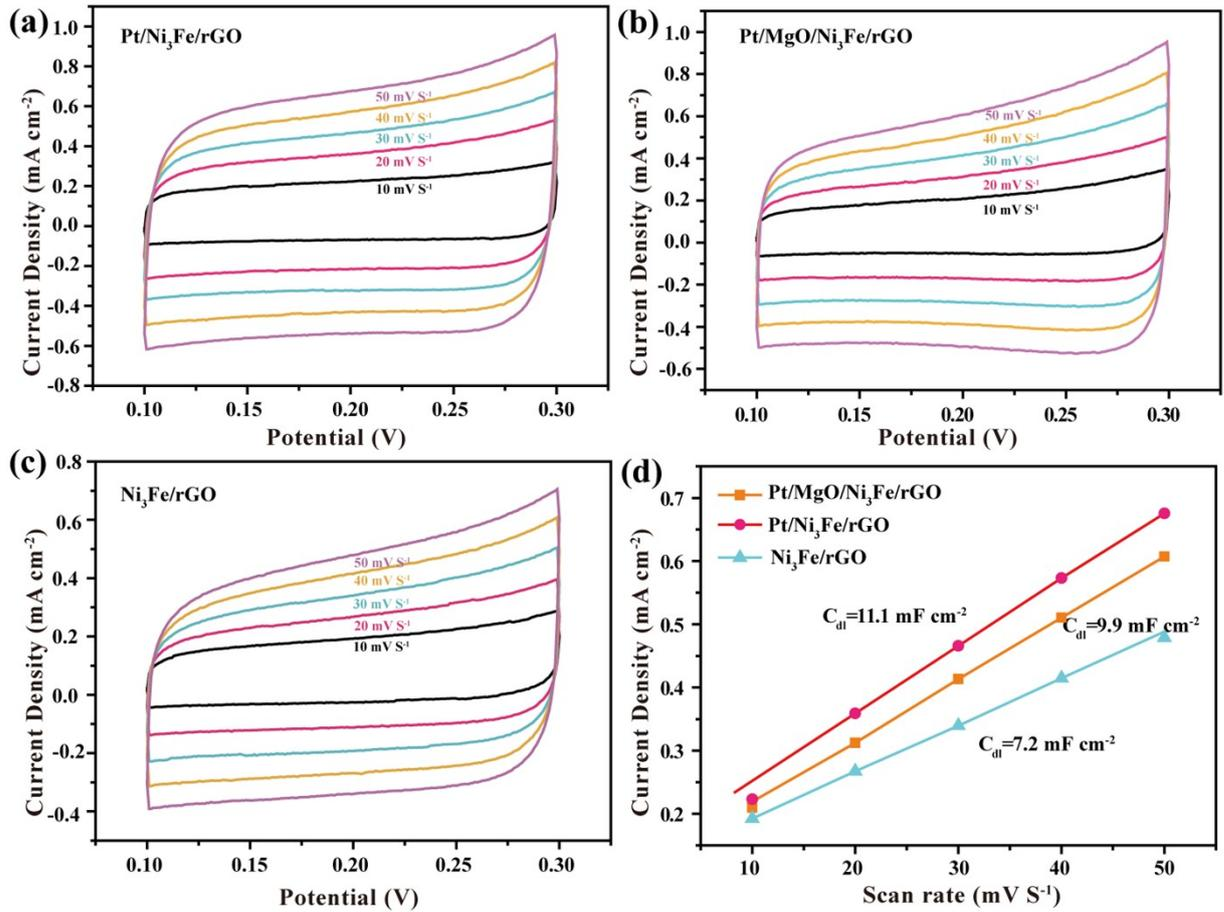 (a)
Pt/Ni₃Fe/rGO
Current Density (mA cm⁻²)
1.0
0.8
0.6
0.4
0.2
0.0
-0.2
-0.4
-0.6
-0.8
50 mV S⁻¹
40 mV S⁻¹
30 mV S⁻¹
20 mV S⁻¹
10 mV S⁻¹
0.10 0.15 0.20 0.25 0.30
Potential (V)
(b)
Pt/MgO/Ni₃Fe/rGO
Current Density (mA cm⁻²)
1.0
0.8
0.6
0.4
0.2
0.0
-0.2
-0.4
-0.6
50 mV S⁻¹
40 mV S⁻¹
30 mV S⁻¹
20 mV S⁻¹
10 mV S⁻¹
0.10 0.15 0.20 0.25 0.30
Potential (V)
(c)
Ni₃Fe/rGO
Current Density (mA cm⁻²)
0.8
0.6
0.4
0.2
0.0
-0.2
-0.4
50 mV S⁻¹
40 mV S⁻¹
30 mV S⁻¹
20 mV S⁻¹
10 mV S⁻¹
0.10 0.15 0.20 0.25 0.30
Potential (V)
(d)
Pt/MgO/Ni₃Fe/rGO
Pt/Ni₃Fe/rGO
Ni₃Fe/rGO
Current Density (mA cm⁻²)
0.7
0.6
0.5
0.4
0.3
0.2
C_dl=11.1 mF cm⁻²
C_dl=9.9 mF cm⁻²
C_dl=7.2 mF cm⁻²
10 20 30 40 50
Scan rate (mV S⁻¹)